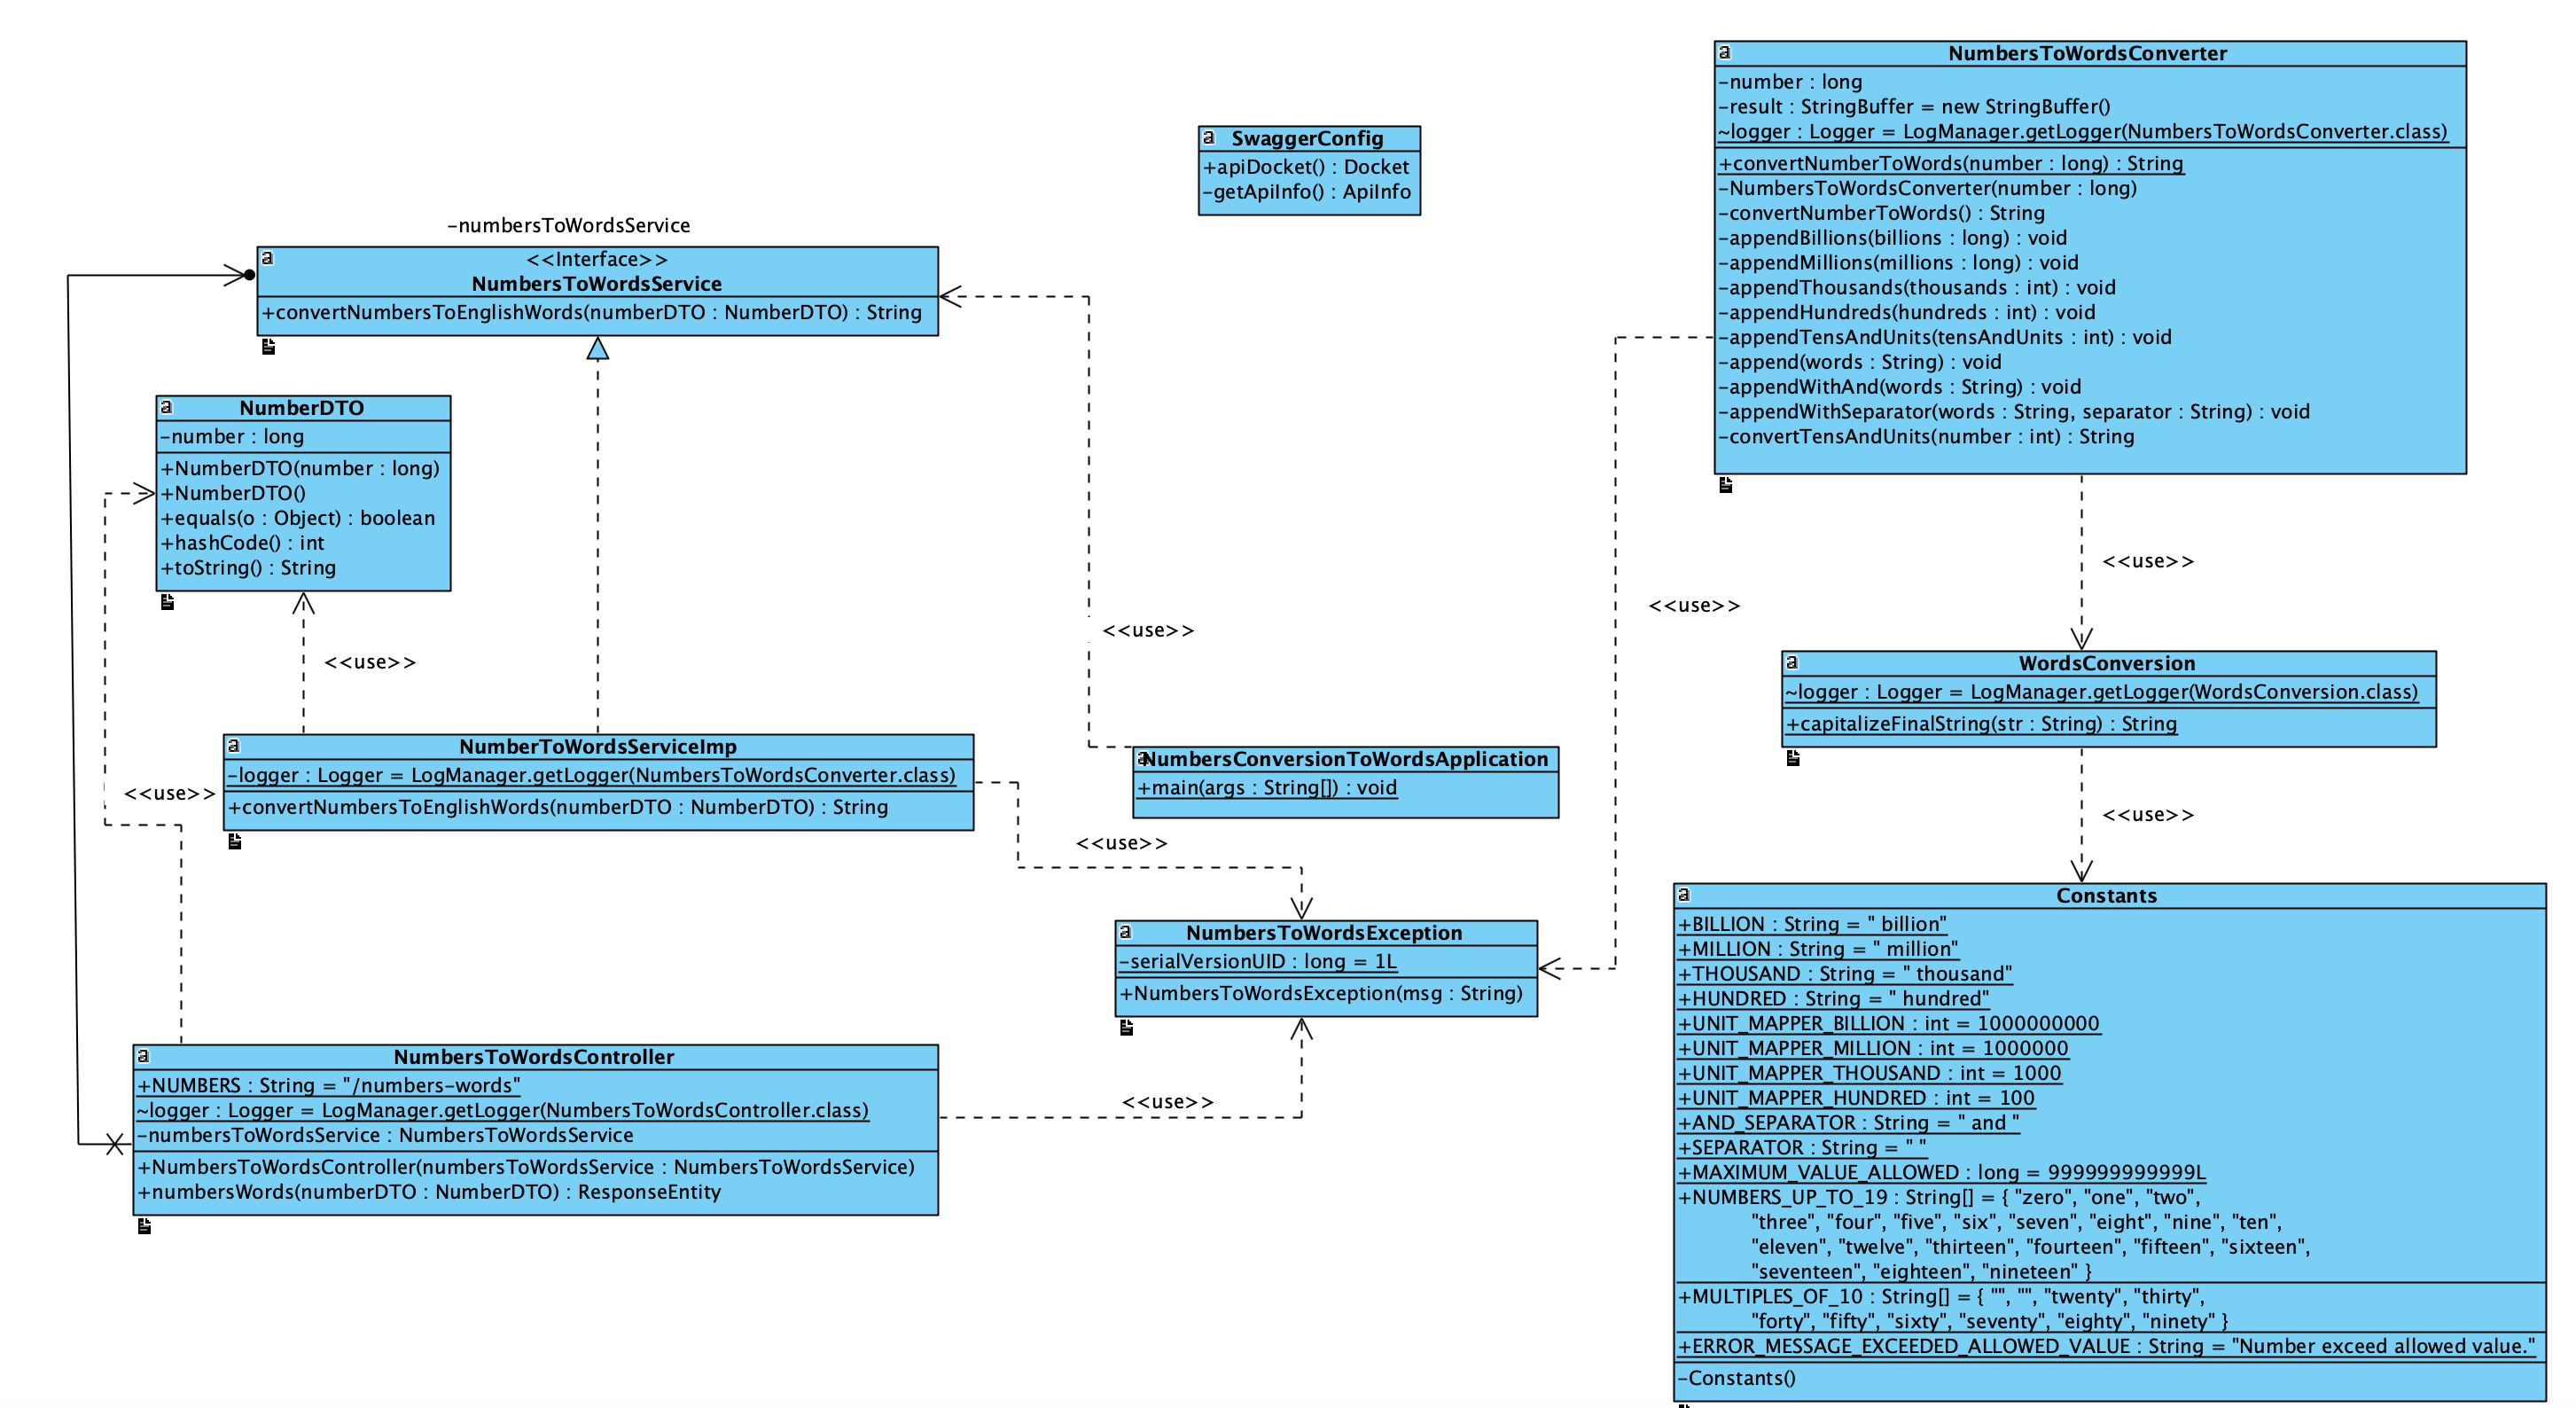 NumbersToWordsConverter
-number : long
-result : StringBuffer = new StringBuffer()
~logger : Logger = LogManager.getLogger(NumbersToWordsConverter.class)
+convertNumberToWords(number : long) : String
-NumbersToWordsConverter(number : long)
-convertNumberToWords() : String
-appendBillions(billions : long) : void
-appendMillions(millions : long) : void
-appendThousands(thousands : int) : void
-appendHundreds(hundreds : int) : void
-appendTensAndUnits(tensAndUnits : int) : void
-append(words : String) : void
-appendWithAnd(words : String) : void
-appendWithSeparator(words : String, separator : String) : void
-convertTensAndUnits(number : int) : String
SwaggerConfig
+apiDocket() : Docket
-getApiInfo() : ApiInfo
-numbersToWordsService
<<Interface>>
NumbersToWordsService
+convertNumbersToEnglishWords(numberDTO : NumberDTO) : String
NumberDTO
-number : long
+NumberDTO(number : long)
+NumberDTO()
+equals(o : Object) : boolean
+hashCode() : int
+toString() : String
<<use>>
<<use>>
<<use>>
<<use>>
WordsConversion
~logger : Logger = LogManager.getLogger(WordsConversion.class)
+capitalizeFinalString(str : String) : String
NumberToWordsServiceImp
-logger : Logger = LogManager.getLogger(NumbersToWordsConverter.class)
+convertNumbersToEnglishWords(numberDTO : NumberDTO) : String
NumbersConversionToWordsApplication
+main(args : String[]) : void
<<use>>
<<use>>
<<use>>
NumbersToWordsException
-serialVersionUID : long = 1L
+NumbersToWordsException(msg : String)
NumbersToWordsController
+NUMBERS : String = "/numbers-words"
~logger : Logger = LogManager.getLogger(NumbersToWordsController.class)
-numbersToWordsService : NumbersToWordsService
+NumbersToWordsController(numbersToWordsService : NumbersToWordsService)
+numbersWords(numberDTO : NumberDTO) : ResponseEntity
<<use>>
Constants
+BILLION : String = " billion"
+MILLION : String = " million"
+THOUSAND : String = " thousand"
+HUNDRED : String = " hundred"
+UNIT_MAPPER_BILLION : int = 1000000000
+UNIT_MAPPER_MILLION : int = 1000000
+UNIT_MAPPER_THOUSAND : int = 1000
+UNIT_MAPPER_HUNDRED : int = 100
+AND_SEPARATOR : String = " and "
+SEPARATOR : String = " "
+MAXIMUM_VALUE_ALLOWED : long = 999999999999L
+NUMBERS_UP_TO_19 : String[] = { "zero", "one", "two",
"three", "four", "five", "six", "seven", "eight", "nine", "ten",
"eleven", "twelve", "thirteen", "fourteen", "fifteen", "sixteen",
"seventeen", "eighteen", "nineteen" }
+MULTIPLES_OF_10 : String[] = { "", "", "twenty", "thirty",
"forty", "fifty", "sixty", "seventy", "eighty", "ninety" }
+ERROR_MESSAGE_EXCEEDED_ALLOWED_VALUE : String = "Number exceed allowed value."
-Constants()